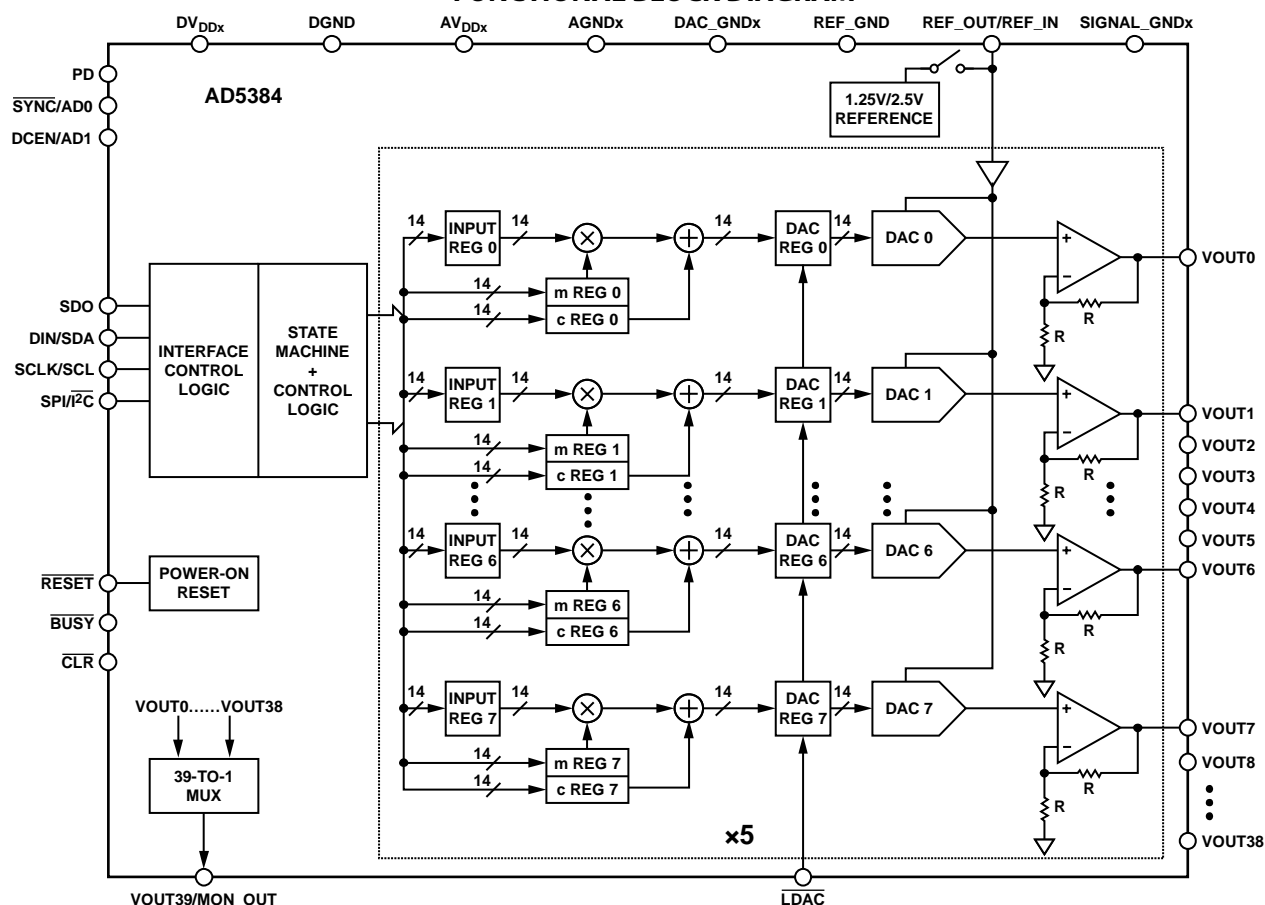 DVDDx DGND AVDDx AGNDx DAC_GNDx REF_GND REF_OUT/REF_IN SIGNAL_GNDx
PD
SYNC/AD0
DCEN/AD1
AD5384
1.25V/2.5V
REFERENCE
SDO
DIN/SDA
SCLK/SCL
SPI/I2C
INTERFACE
CONTROL
LOGIC
STATE
MACHINE
+
CONTROL
LOGIC
14
INPUT
REG 0
14
×
+
14
DAC
REG 0
14
DAC 0
+
−
R
R
VOUT0
14
m REG 0
14
c REG 0
14
INPUT
REG 1
14
×
+
14
DAC
REG 1
14
DAC 1
+
−
R
R
VOUT1
14
m REG 1
14
c REG 1
VOUT2
VOUT3
VOUT4
VOUT5
14
INPUT
REG 6
14
×
+
14
DAC
REG 6
14
DAC 6
+
−
R
R
VOUT6
14
m REG 6
14
c REG 6
RESET
POWER-ON
RESET
BUSY
CLR
14
INPUT
REG 7
14
×
+
14
DAC
REG 7
14
DAC 7
+
−
R
R
VOUT7
14
m REG 7
14
c REG 7
VOUT8
VOUT38
VOUT0......VOUT38
39-TO-1
MUX
×5
VOUT39/MON_OUT
LDAC